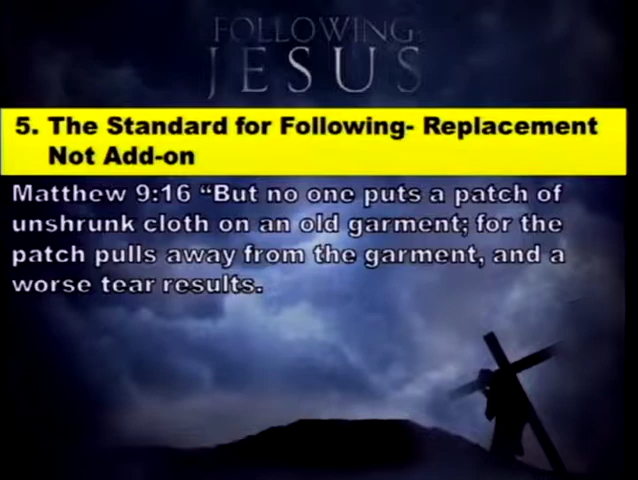 FOLLOWING
JESUS
5. The Standard for Following- Replacement
Not Add-on
Matthew 9:16 “But no one puts a patch of
unshrunk cloth on an old garment; for the
patch pulls away from the garment, and a
worse tear results.